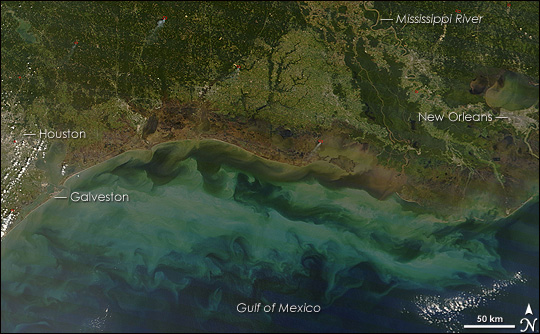 Mississippi River
New Orleans
Houston
Galveston
Gulf of Mexico
50 km
N